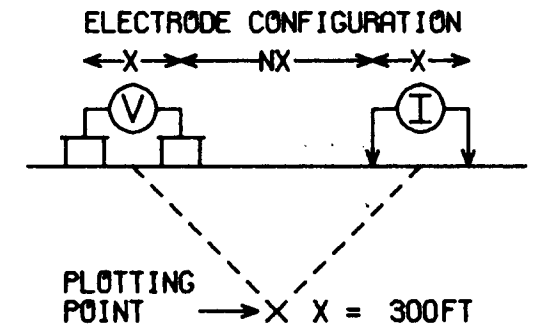 ELECTRODE CONFIGURATION
X NX X
V I
PLOTTING
POINT X X = 300FT